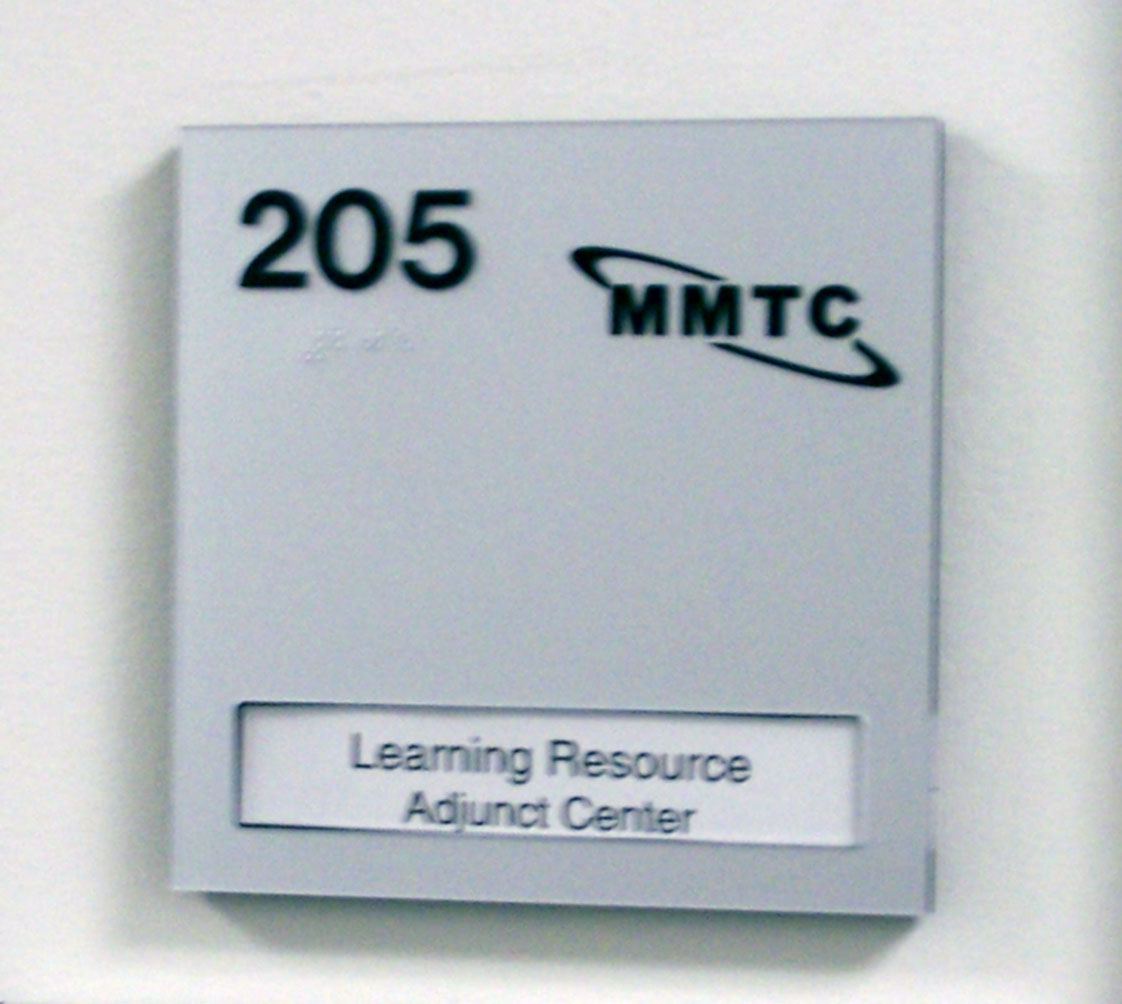 205
MMTC
Learning Resource
Adjunct Center